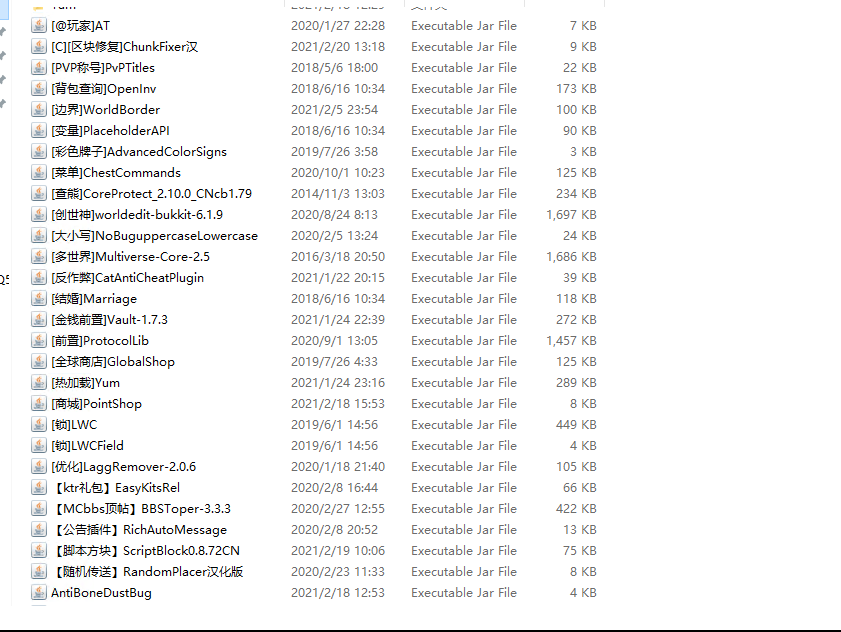 [@玩家]AT 2020/1/27 22:28 Executable Jar File 7 KB
[C][区块修复]ChunkFixer汉 2021/2/20 13:18 Executable Jar File 9 KB
[PVP称号]PvPTitles 2018/5/6 18:00 Executable Jar File 22 KB
[背包查询]OpenInv 2018/6/16 10:34 Executable Jar File 173 KB
[边界]WorldBorder 2021/2/5 23:54 Executable Jar File 100 KB
[变量]PlaceholderAPI 2018/6/16 10:34 Executable Jar File 90 KB
[彩色牌子]AdvancedColorSigns 2019/7/26 3:58 Executable Jar File 3 KB
[菜单]ChestCommands 2020/10/1 10:23 Executable Jar File 125 KB
[查熊]CoreProtect_2.10.0_CNcb1.79 2014/11/3 13:03 Executable Jar File 234 KB
[创世神]worldedit-bukkit-6.1.9 2020/8/24 8:13 Executable Jar File 1,697 KB
[大小写]NoBuguppercaseLowercase 2020/2/5 13:24 Executable Jar File 24 KB
[多世界]Multiverse-Core-2.5 2016/3/18 20:50 Executable Jar File 1,686 KB
[反作弊]CatAntiCheatPlugin 2021/1/22 20:15 Executable Jar File 39 KB
[结婚]Marriage 2018/6/16 10:34 Executable Jar File 118 KB
[金钱前置]Vault-1.7.3 2021/1/24 22:39 Executable Jar File 272 KB
[前置]ProtocolLib 2020/9/1 13:05 Executable Jar File 1,457 KB
[全球商店]GlobalShop 2019/7/26 4:33 Executable Jar File 125 KB
[热加载]Yum 2021/1/24 23:16 Executable Jar File 289 KB
[商城]PointShop 2021/2/18 15:53 Executable Jar File 8 KB
[锁]LWC 2019/6/1 14:56 Executable Jar File 449 KB
[锁]LWCField 2019/6/1 14:56 Executable Jar File 4 KB
[优化]LaggRemover-2.0.6 2020/1/18 21:40 Executable Jar File 105 KB
【ktr礼包】EasyKitsRel 2020/2/8 16:44 Executable Jar File 66 KB
【MCbbs顶帖】BBSToper-3.3.3 2020/2/27 12:55 Executable Jar File 422 KB
【公告插件】RichAutoMessage 2020/2/8 20:52 Executable Jar File 13 KB
【脚本方块】ScriptBlock0.8.72CN 2021/2/19 10:06 Executable Jar File 75 KB
【随机传送】RandomPlacer汉化版 2020/2/23 11:33 Executable Jar File 8 KB
AntiBoneDustBug 2021/2/18 12:53 Executable Jar File 4 KB